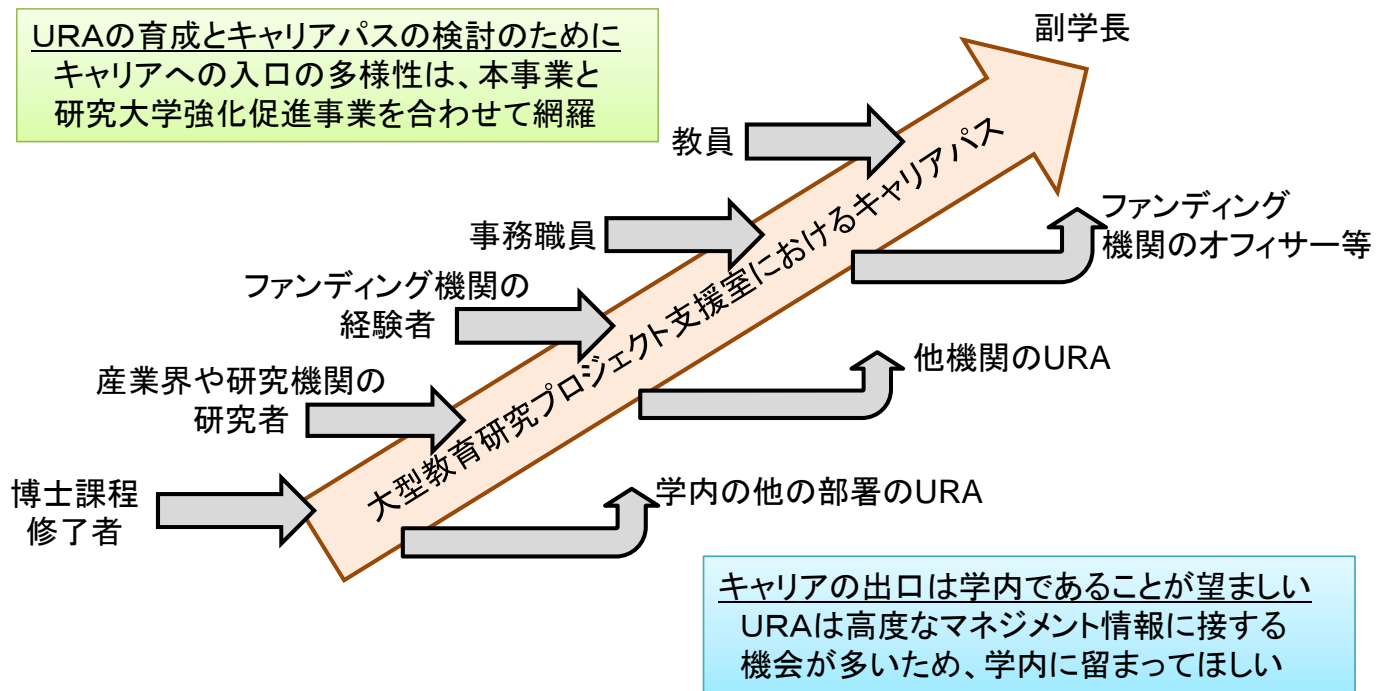 URAの育成とキャリアパスの検討のために
キャリアへの入口の多様性は、本事業と
研究大学強化促進事業を合わせて網羅
副学長
教員
事務職員
ファンディング機関の
経験者
産業界や研究機関の
研究者
博士課程
修了者
大型教育研究プロジェクト支援室におけるキャリアパス
ファンディング
機関のオフィサー等
他機関のURA
学内の他の部署のURA
キャリアの出口は学内であることが望ましい
URAは高度なマネジメント情報に接する
機会が多いため、学内に留まってほしい